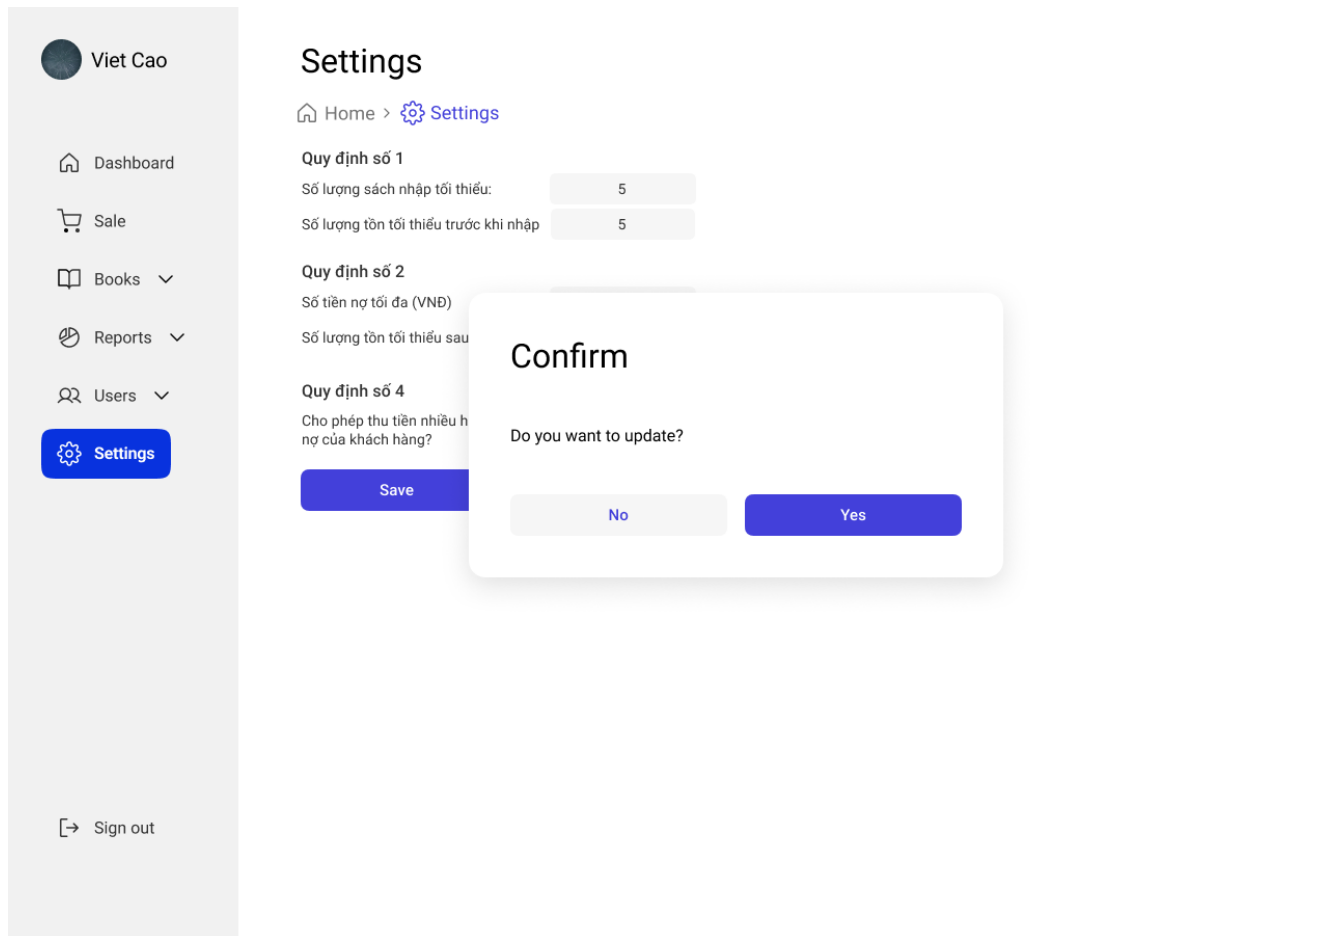 Viet Cao
Dashboard
Sale
Books
Reports
Users
Settings
Sign out
Settings
Home > Settings
Quy định số 1
Số lượng sách nhập tối thiểu: 5
Số lượng tồn tối thiểu trước khi nhập 5
Quy định số 2
Số tiền nợ tối đa (VNĐ)
Số lượng tồn tối thiểu sau
Quy định số 4
Cho phép thu tiền nhiều h
nợ của khách hàng?
Save
Confirm
Do you want to update?
No Yes